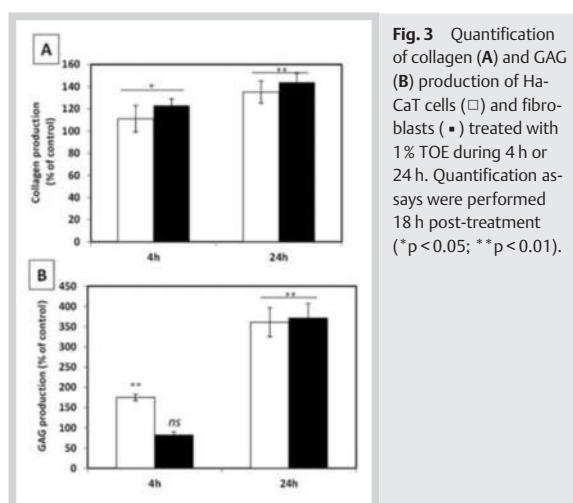 A
Collagen production
(% of control)
160
140
120
100
80
60
40
20
0
*
**
4h
24h
B
GAG production (% of control)
450
400
350
300
250
200
150
100
50
0
**
ns
**
4h
24h
Fig. 3 Quantification
of collagen (A) and GAG
(B) production of Ha-
CaT cells (□) and fibro-
blasts (▪) treated with
1% TOE during 4 h or
24 h. Quantification as-
says were performed
18 h post-treatment
(*p < 0.05; **p < 0.01).